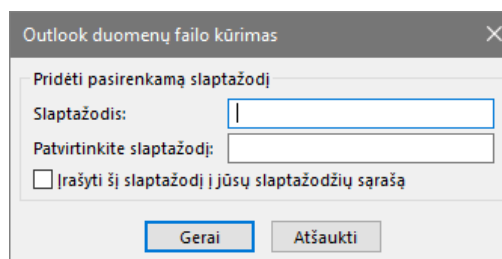 Outlook duomenų failo kūrimas
Pridėti pasirenkamą slaptažodį
Slaptažodis:
Patvirtinkite slaptažodį:
Įrašyti šį slaptažodį į jūsų slaptažodžių sąrašą
Gerai Atšaukti